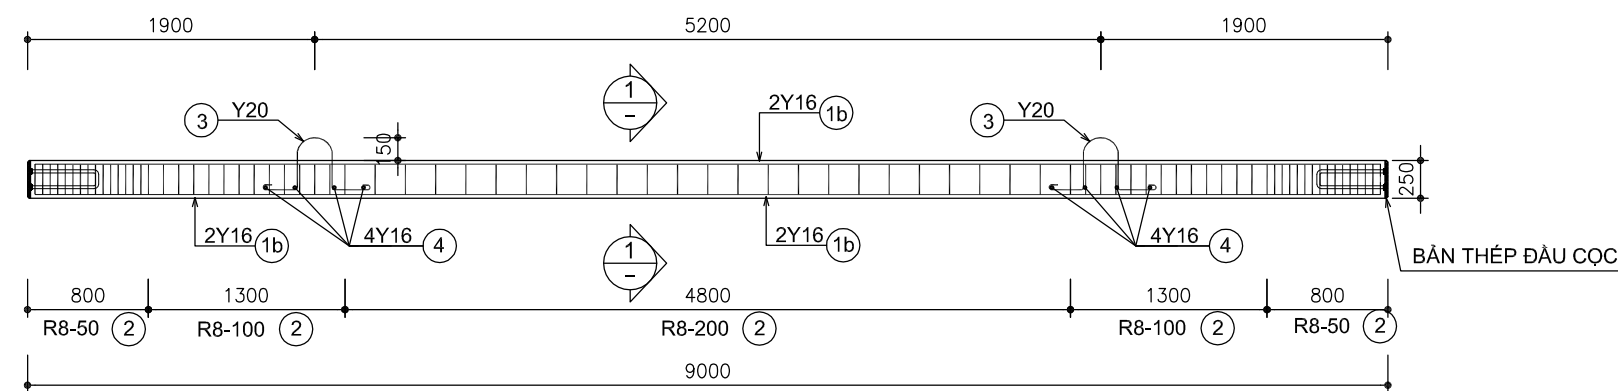 1900 5200 1900
1
-
3 Y20
150
2Y16 1b
3 Y20
250
2Y16 1b
4Y16 4
2Y16 1b
4Y16 4
1
-
BẢN THÉP ĐẦU CỌC
800 1300 4800 1300 800
R8-50 2 R8-100 2 R8-200 2 R8-100 2 R8-50 2
9000